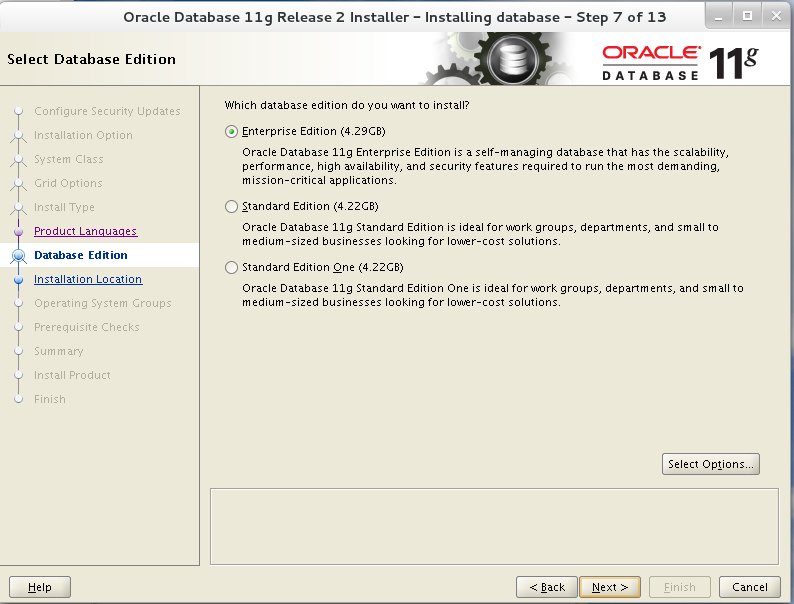 Oracle Database 11g Release 2 Installer - Installing database - Step 7 of 13
Select Database Edition
ORACLE
DATABASE 11g
Configure Security Updates
Installation Option
System Class
Grid Options
Install Type
Product Languages
Database Edition
Installation Location
Operating System Groups
Prerequisite Checks
Summary
Install Product
Finish
Which database edition do you want to install?
Enterprise Edition (4.29GB)
Oracle Database 11g Enterprise Edition is a self-managing database that has the scalability,
performance, high availability, and security features required to run the most demanding,
mission-critical applications.
Standard Edition (4.22GB)
Oracle Database 11g Standard Edition is ideal for work groups, departments, and small to
medium-sized businesses looking for lower-cost solutions.
Standard Edition One (4.22GB)
Oracle Database 11g Standard Edition One is ideal for work groups, departments, and small to
medium-sized businesses looking for lower-cost solutions.
Select Options...
Help
< Back
Next >
Finish
Cancel